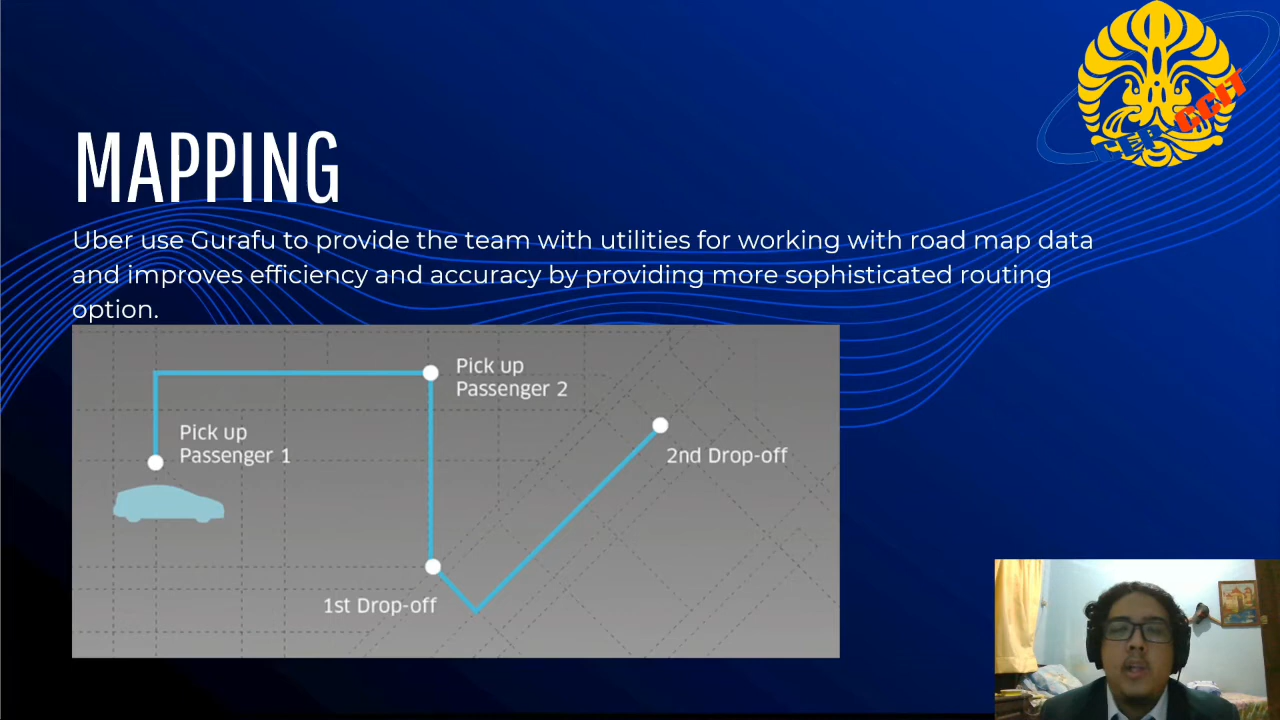 CEP CCIT
MAPPING
Uber use Gurafu to provide the team with utilities for working with road map data
and improves efficiency and accuracy by providing more sophisticated routing
option.
Pick up
Passenger 2
Pick up
Passenger 1
2nd Drop-off
1st Drop-off